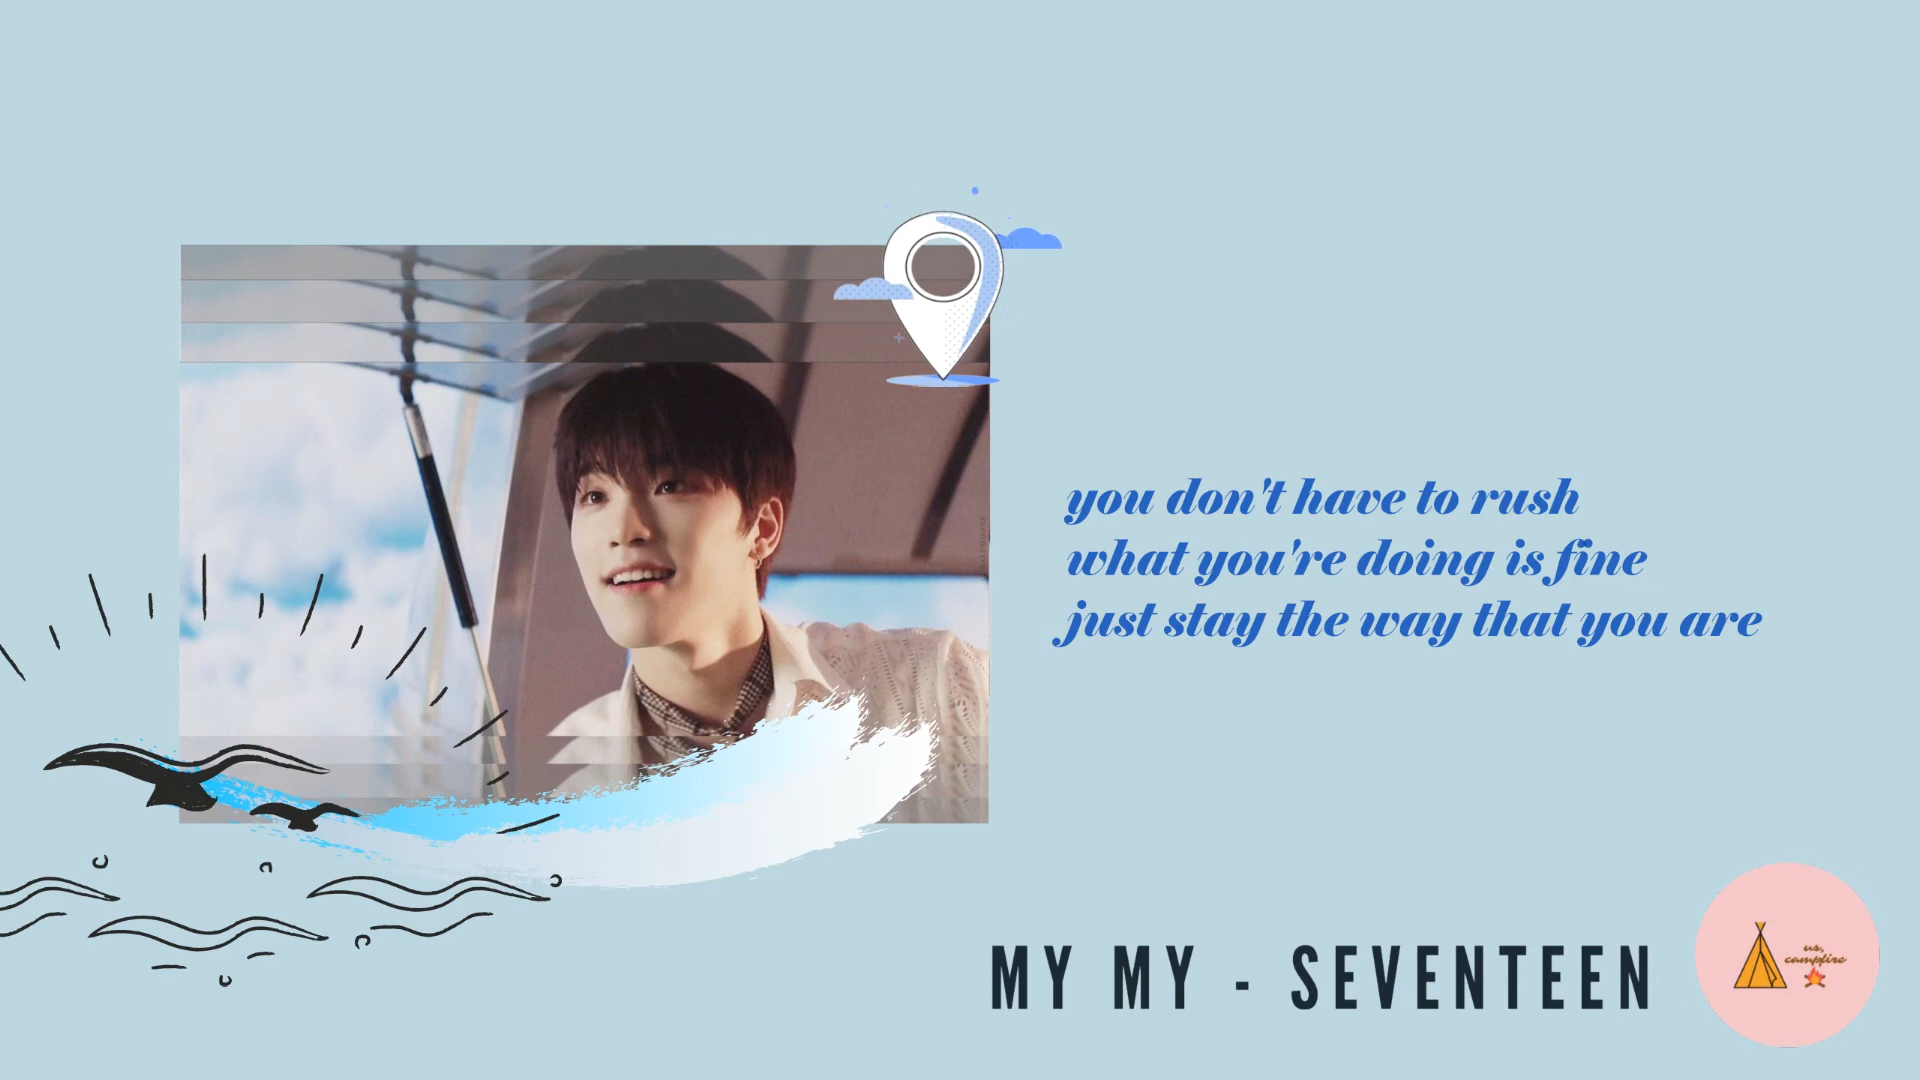 you don't have to rush
what you're doing is fine
just stay the way that you are
MY MY - SEVENTEEN
us,
campfire